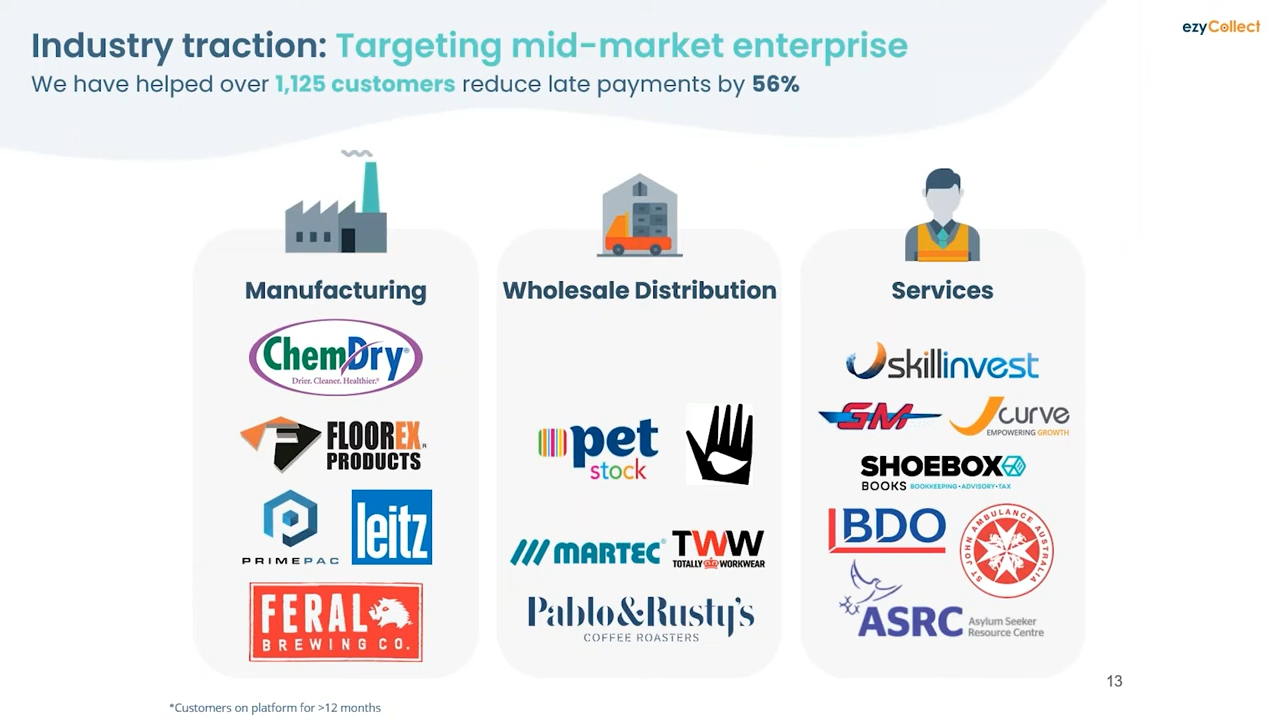 ezyCollect
Industry traction: Targeting mid-market enterprise
We have helped over 1,125 customers reduce late payments by 56%
Manufacturing
ChemDry®
Drier. Cleaner. Healthier.®
FLOOREX®
PRODUCTS
PRIMEPAC
leitz
FERAL
BREWING CO.
Wholesale Distribution
pet
stock
MARTEC®
TWW
TOTALLY WORKWEAR
Pablo&Rusty's
COFFEE ROASTERS
Services
skillinvest
GM
curve
EMPOWERING GROWTH
SHOEBOX
BOOKS BOOKKEEPING•ADVISORY•TAX
BDO
ST JOHN AMBULANCE AUSTRALIA
ASRC Asylum Seeker
Resource Centre
13
*Customers on platform for >12 months